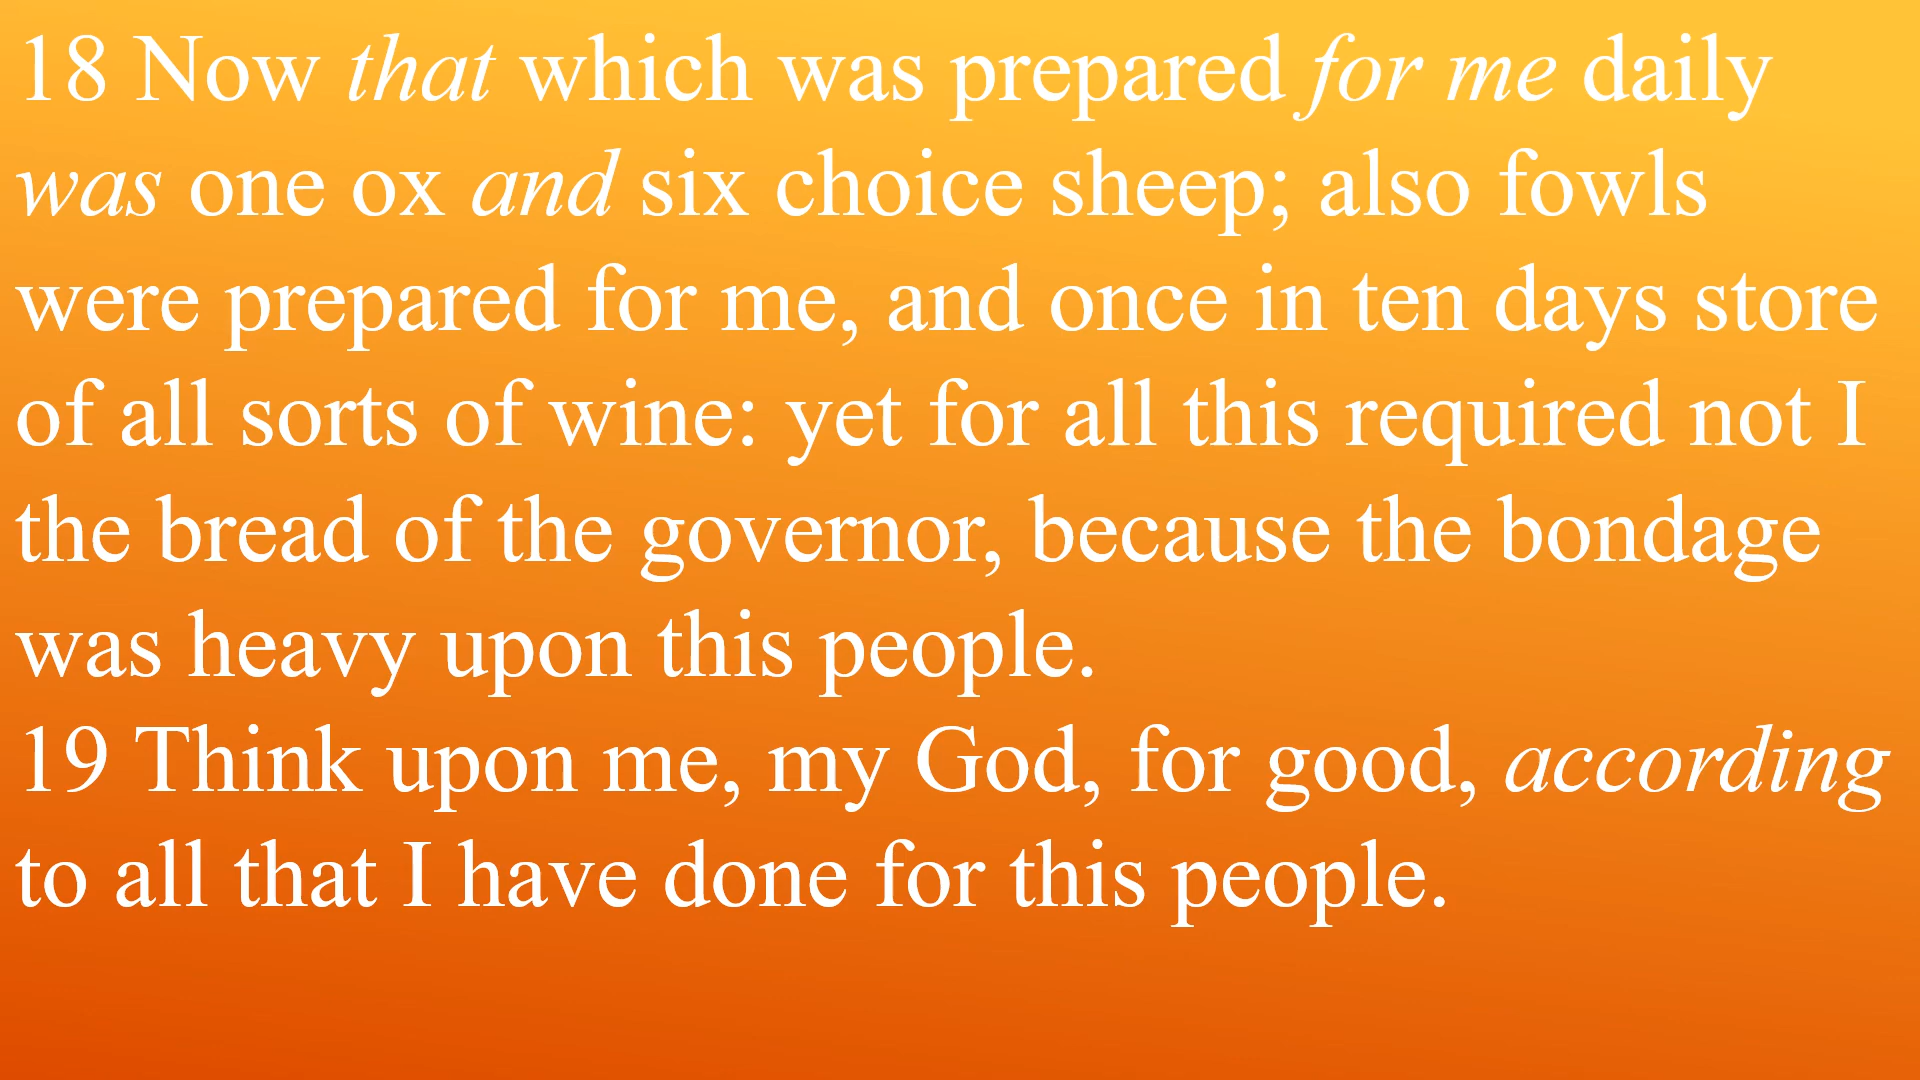 18 Now that which was prepared for me daily
was one ox and six choice sheep; also fowls
were prepared for me, and once in ten days store
of all sorts of wine: yet for all this required not I
the bread of the governor, because the bondage
was heavy upon this people.
19 Think upon me, my God, for good, according
to all that I have done for this people.